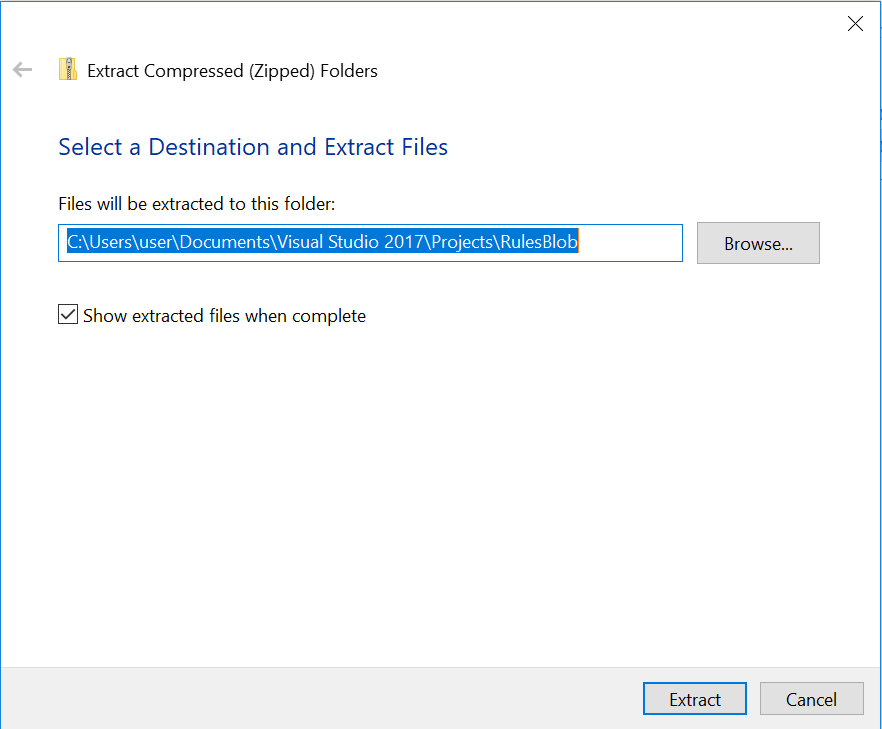 Extract Compressed (Zipped) Folders
Select a Destination and Extract Files
Files will be extracted to this folder:
C:\Users\user\Documents\Visual Studio 2017\Projects\RulesBlob
Browse...
Show extracted files when complete
Extract
Cancel